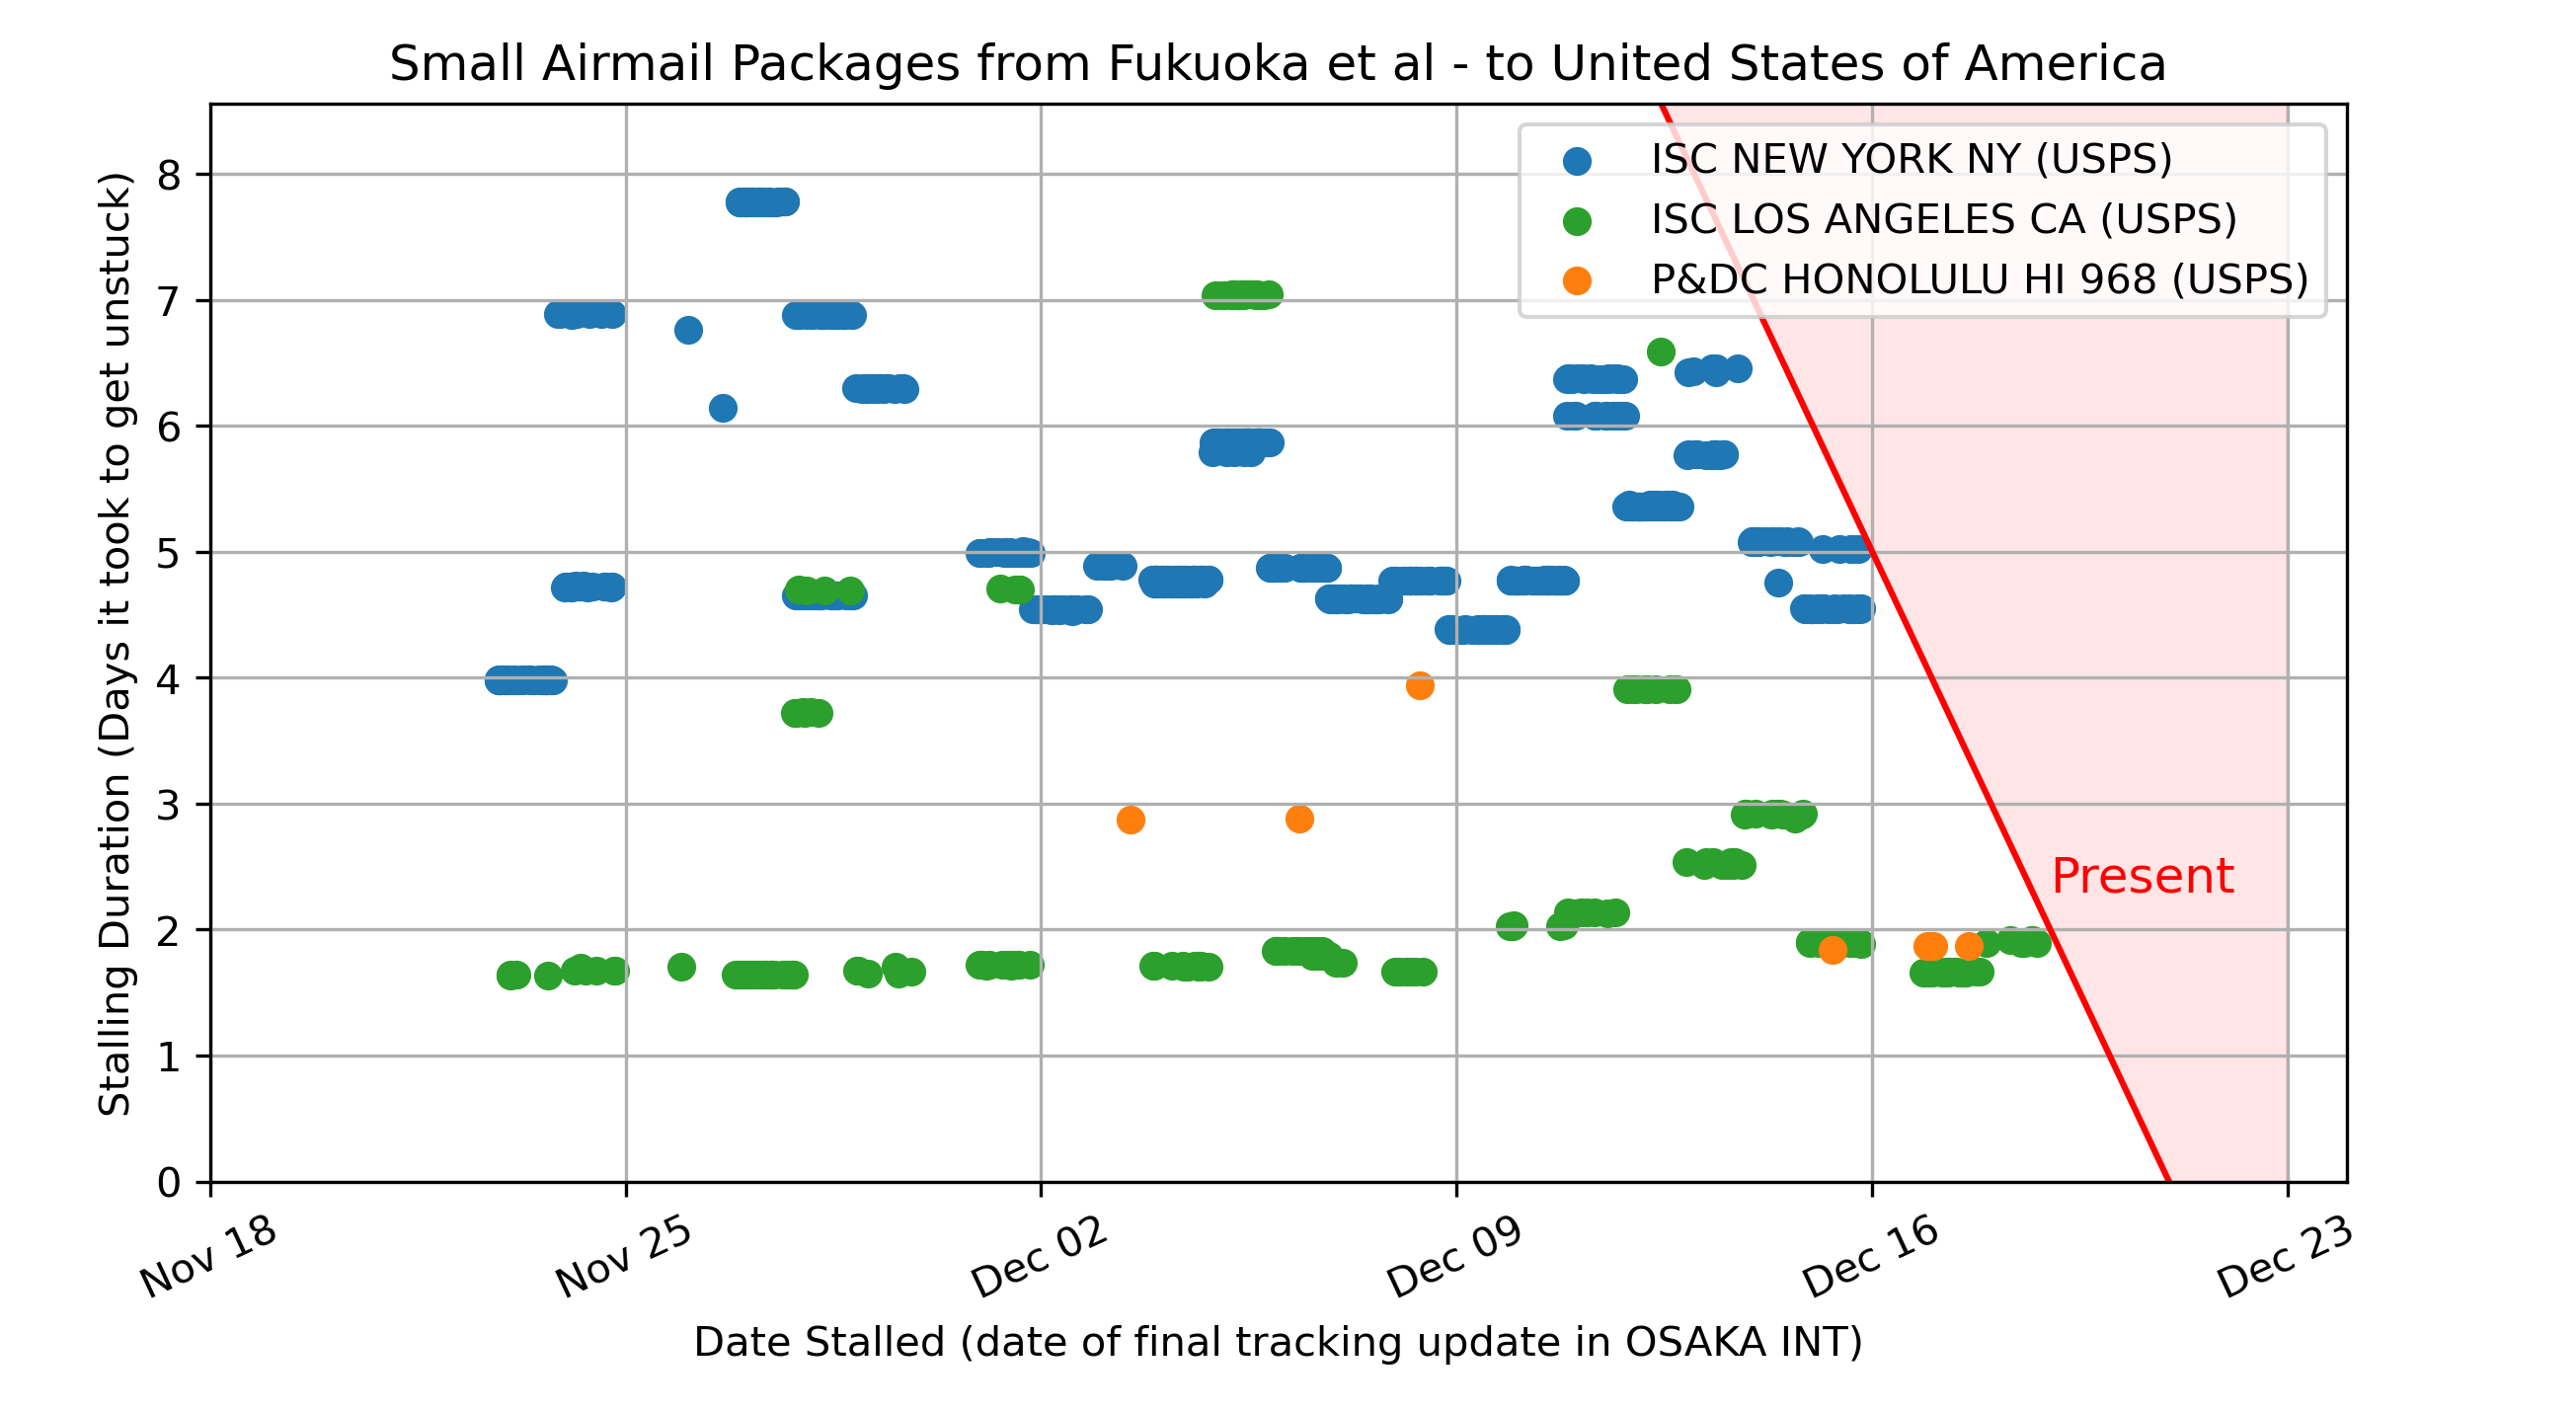 Small Airmail Packages from Fukuoka et al - to United States of America
ISC NEW YORK NY (USPS)
ISC LOS ANGELES CA (USPS)
P&DC HONOLULU HI 968 (USPS)
Stalling Duration (Days it took to get unstuck)
8
7
6
5
4
3
2
1
0
Present
Nov 18
Nov 25
Dec 02
Dec 09
Dec 16
Dec 23
Date Stalled (date of final tracking update in OSAKA INT)